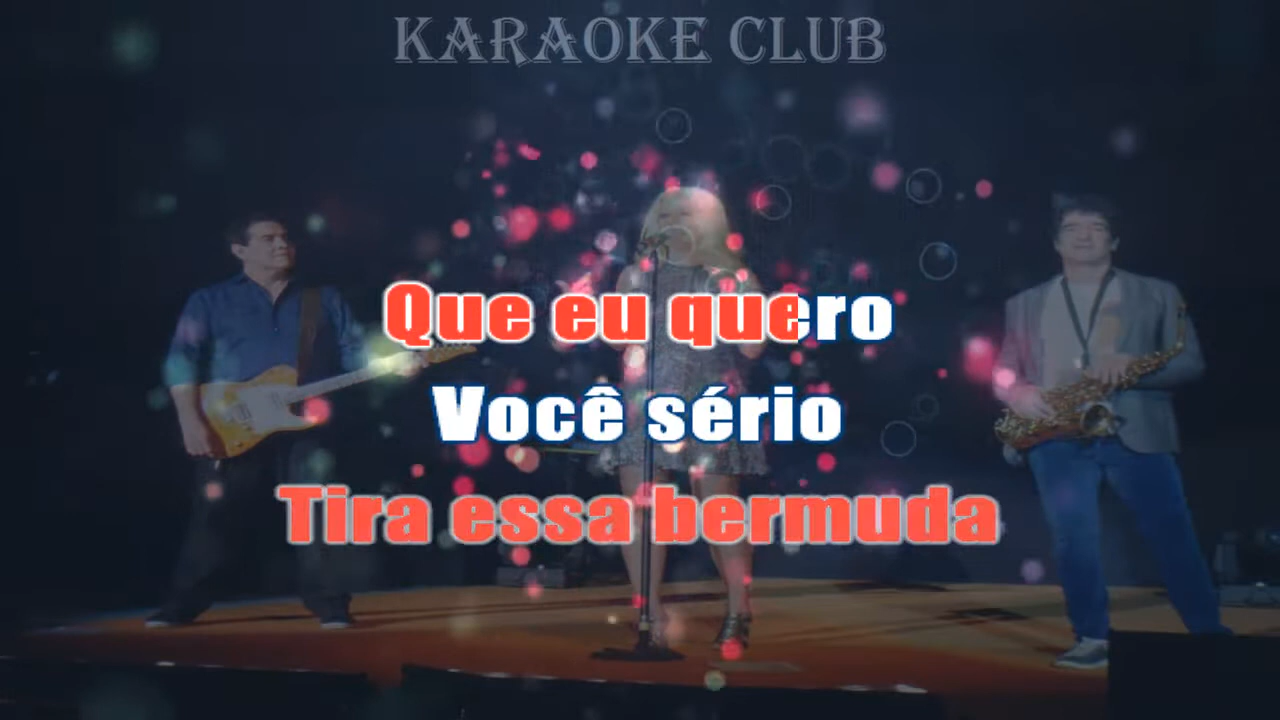 KARAOKE CLUB
Que eu quero
Você sério
Tira essa bermuda